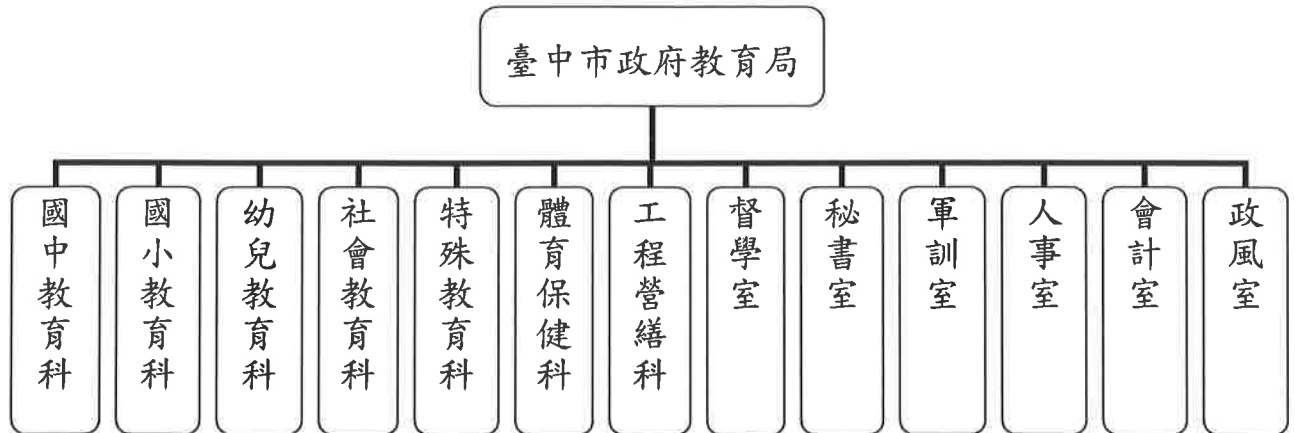 臺中市政府教育局
國中教育科
國小教育科
幼兒教育科
社會教育科
特殊教育科
體育保健科
工程營繕科
督學室
秘書室
軍訓室
人事室
會計室
政風室